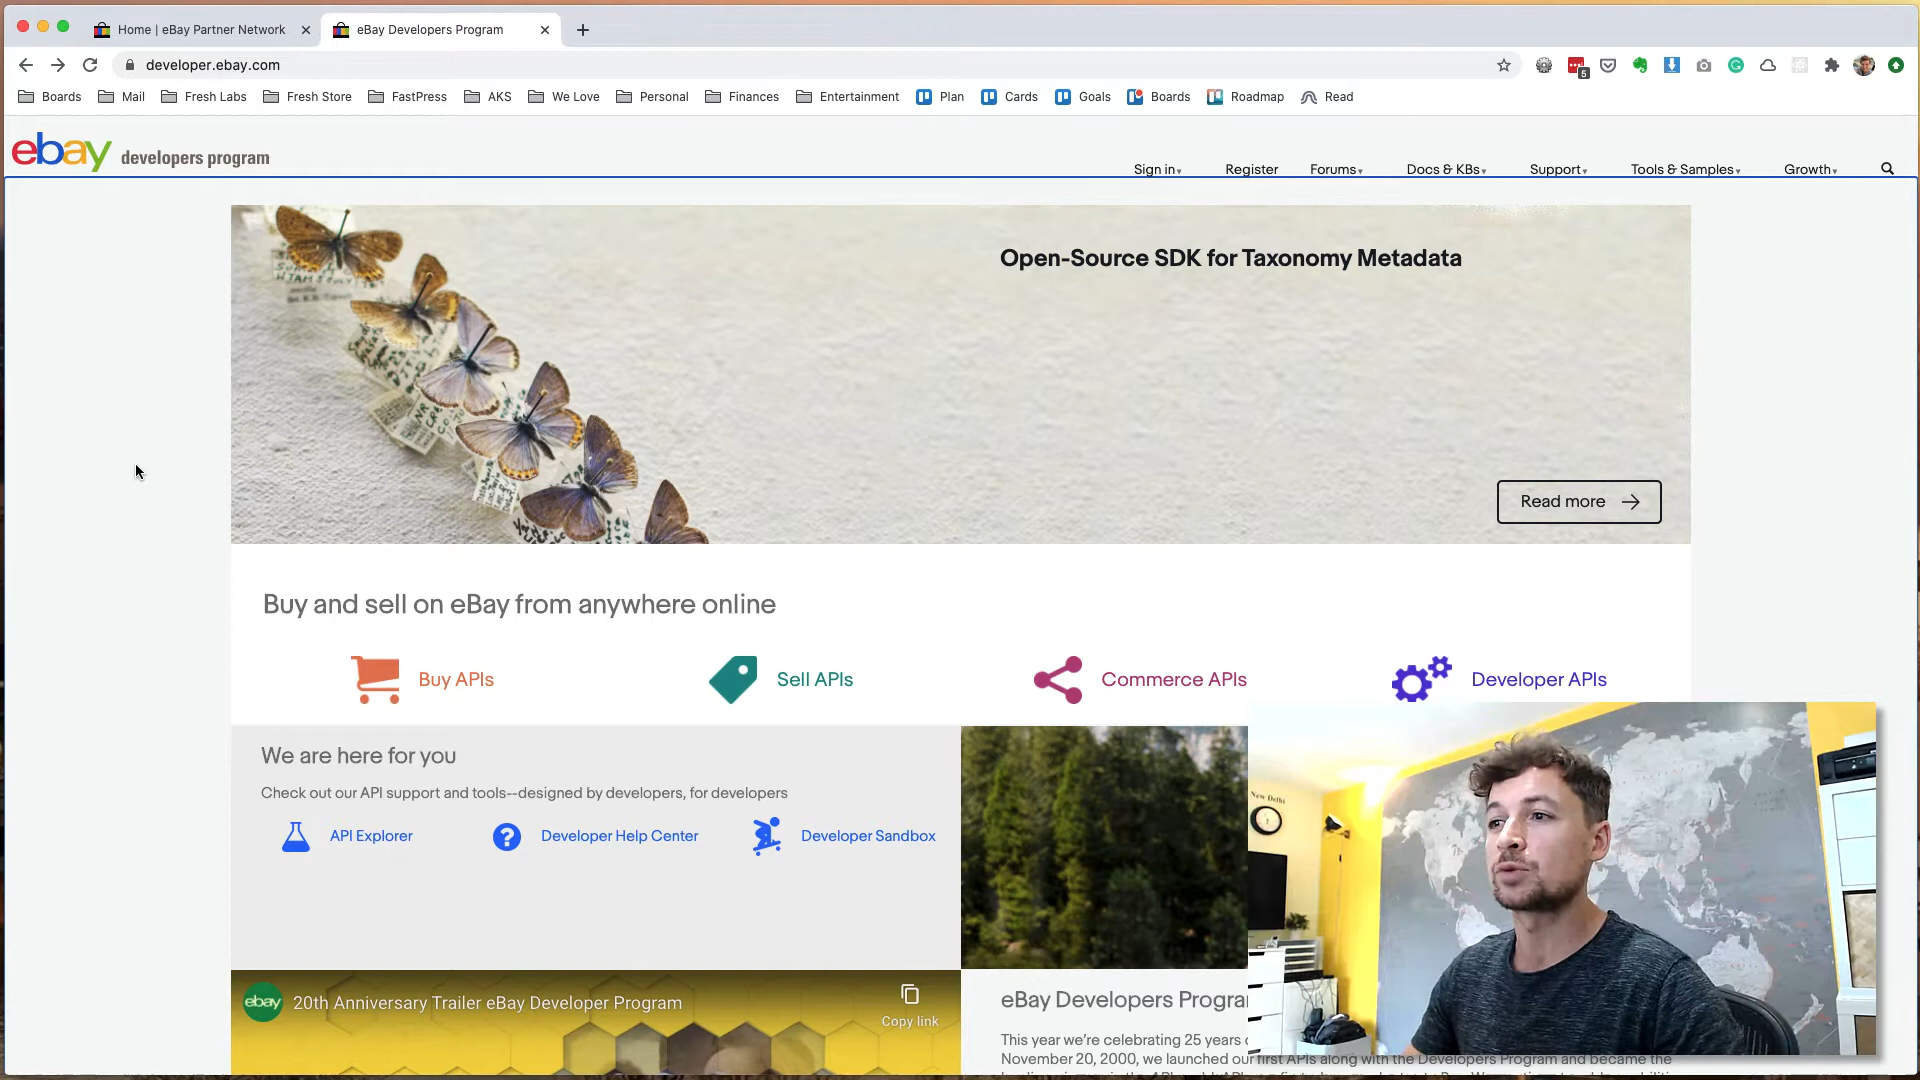 Home | eBay Partner Network
eBay Developers Program
developer.ebay.com
5
Boards
Mail
Fresh Labs
Fresh Store
FastPress
AKS
We Love
Personal
Finances
Entertainment
Plan
Cards
Goals
Boards
Roadmap
Read
ebay developers program
Sign in
Register
Forums
Docs & KBs
Support
Tools & Samples
Growth
Open-Source SDK for Taxonomy Metadata
Read more
Buy and sell on eBay from anywhere online
Buy APIs
Sell APIs
Commerce APIs
Developer APIs
We are here for you
Check out our API support and tools--designed by developers, for developers
API Explorer
Developer Help Center
Developer Sandbox
New Delhi
ebay
20th Anniversary Trailer eBay Developer Program
Copy link
eBay Developers Progra
This year we're celebrating 25 years
November 20, 2000, we launched our first APIs along with the Developers Program and became the